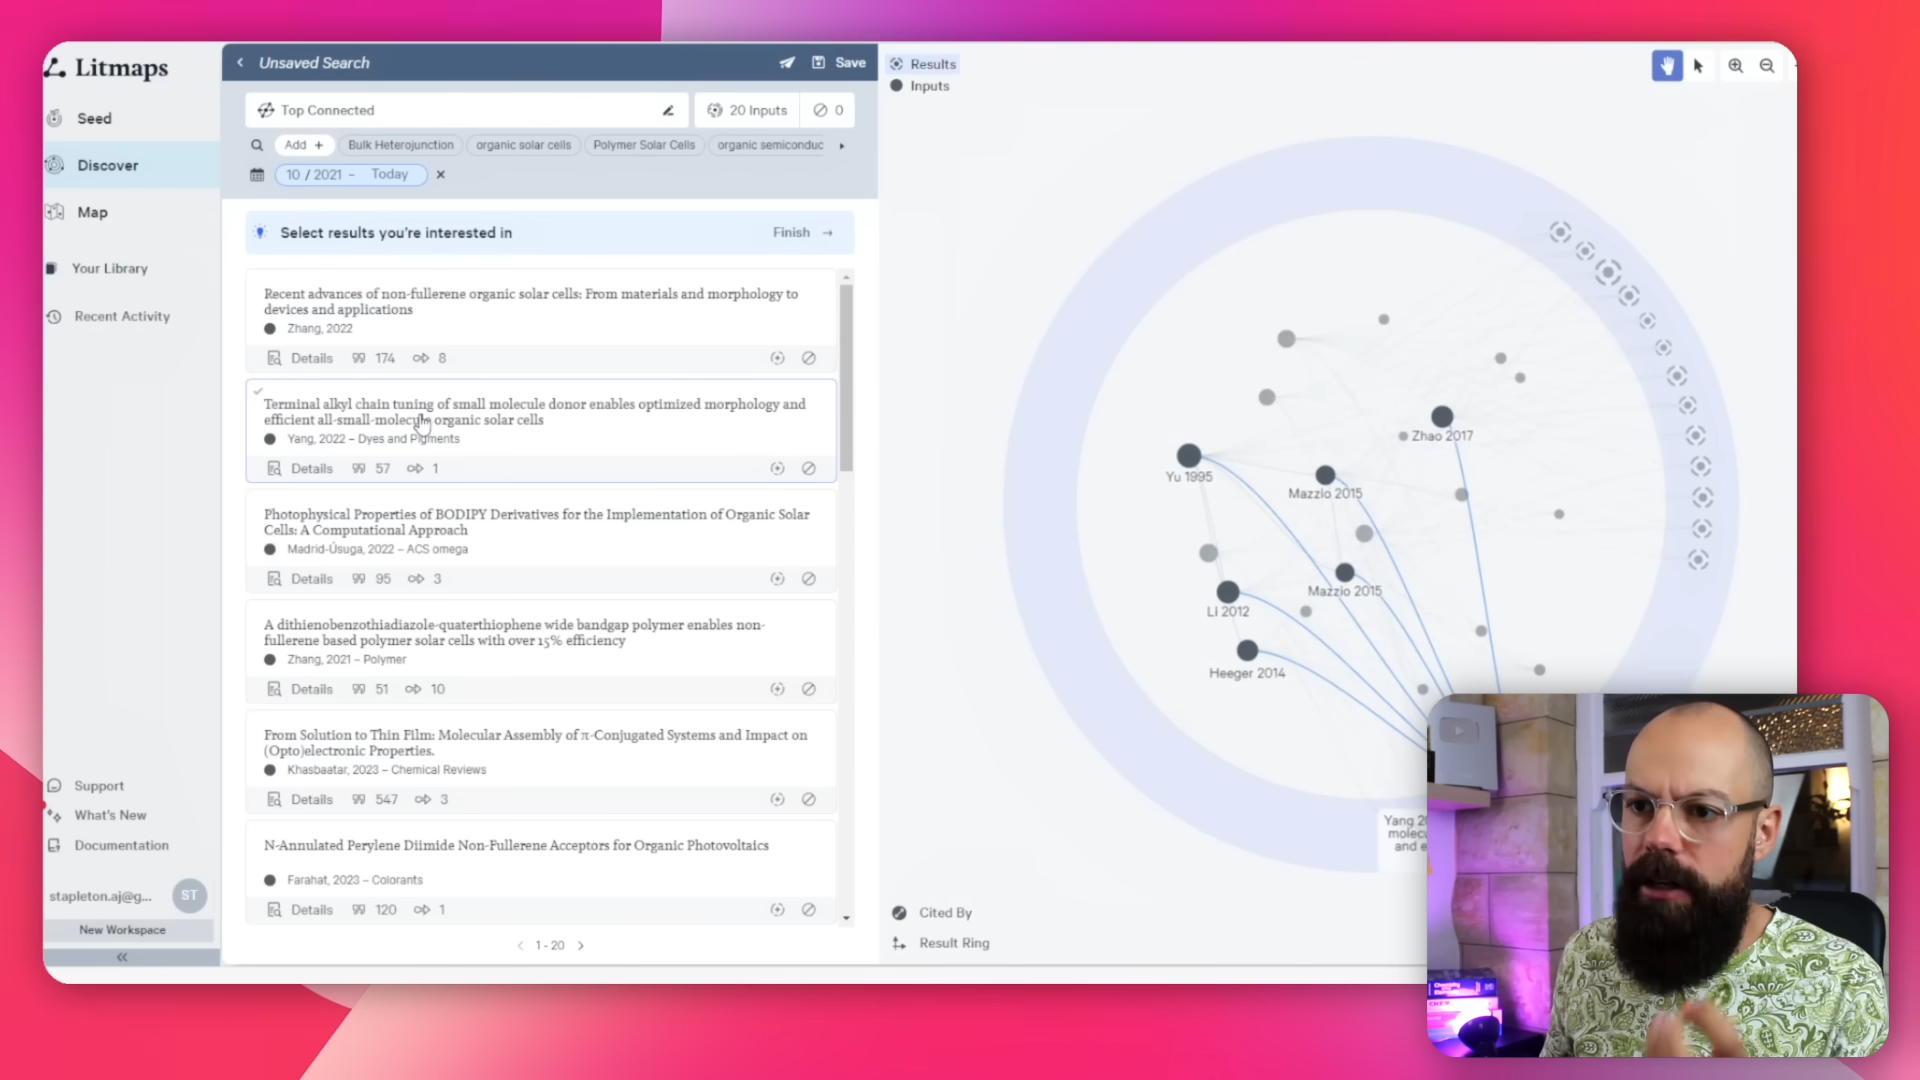 Litmaps
Seed
Discover
Map
Your Library
Recent Activity
Support
What's New
Documentation
stapleton.aj@g...
ST
New Workspace
Unsaved Search
Save
Top Connected
20 Inputs
0
Add +
Bulk Heterojunction
organic solar cells
Polymer Solar Cells
organic semiconduc
10 / 2021 – Today
Select results you're interested in
Finish →
Recent advances of non-fullerene organic solar cells: From materials and morphology to
devices and applications
Zhang, 2022
Details 174 8
Terminal alkyl chain tuning of small molecule donor enables optimized morphology and
efficient all-small-molecule organic solar cells
Yang, 2022 – Dyes and Pigments
Details 57 1
Photophysical Properties of BODIPY Derivatives for the Implementation of Organic Solar
Cells: A Computational Approach
Madrid-Úsuga, 2022 – ACS omega
Details 95 3
A dithienobenzothiadiazole-quaterthiophene wide bandgap polymer enables non-
fullerene based polymer solar cells with over 15% efficiency
Zhang, 2021 – Polymer
Details 51 10
From Solution to Thin Film: Molecular Assembly of π-Conjugated Systems and Impact on
(Opto)electronic Properties.
Khasbaatar, 2023 – Chemical Reviews
Details 547 3
N-Annulated Perylene Diimide Non-Fullerene Acceptors for Organic Photovoltaics
Farahat, 2023 – Colorants
Details 120 1
1 - 20
Results
Inputs
Zhao 2017
Yu 1995
Mazzio 2015
Mazzio 2015
LI 2012
Heeger 2014
Yang 20
molecu
and e
Cited By
Result Ring